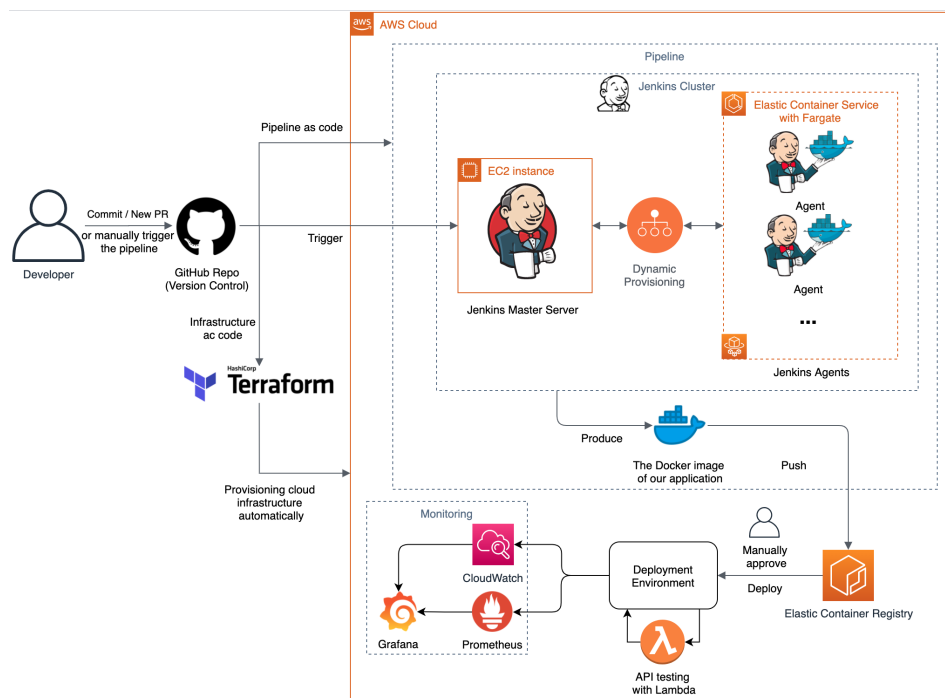 aws
AWS Cloud
Pipeline
Jenkins Cluster
Elastic Container Service
with Fargate
Pipeline as code
EC2 instance
Agent
Commit / New PR
or manually trigger
the pipeline
Trigger
Developer
GitHub Repo
(Version Control)
Dynamic
Provisioning
Agent
Jenkins Master Server
...
Infrastructure
ac code
HashiCorp
Terraform
Jenkins Agents
Produce
The Docker image
of our application
Push
Provisioning cloud
infrastructure
automatically
Monitoring
CloudWatch
Manually
approve
Deployment
Environment
Deploy
Elastic Container Registry
Grafana
Prometheus
API testing
with Lambda